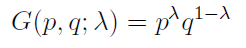 G(p, q; λ) = p^λ q^{1−λ}